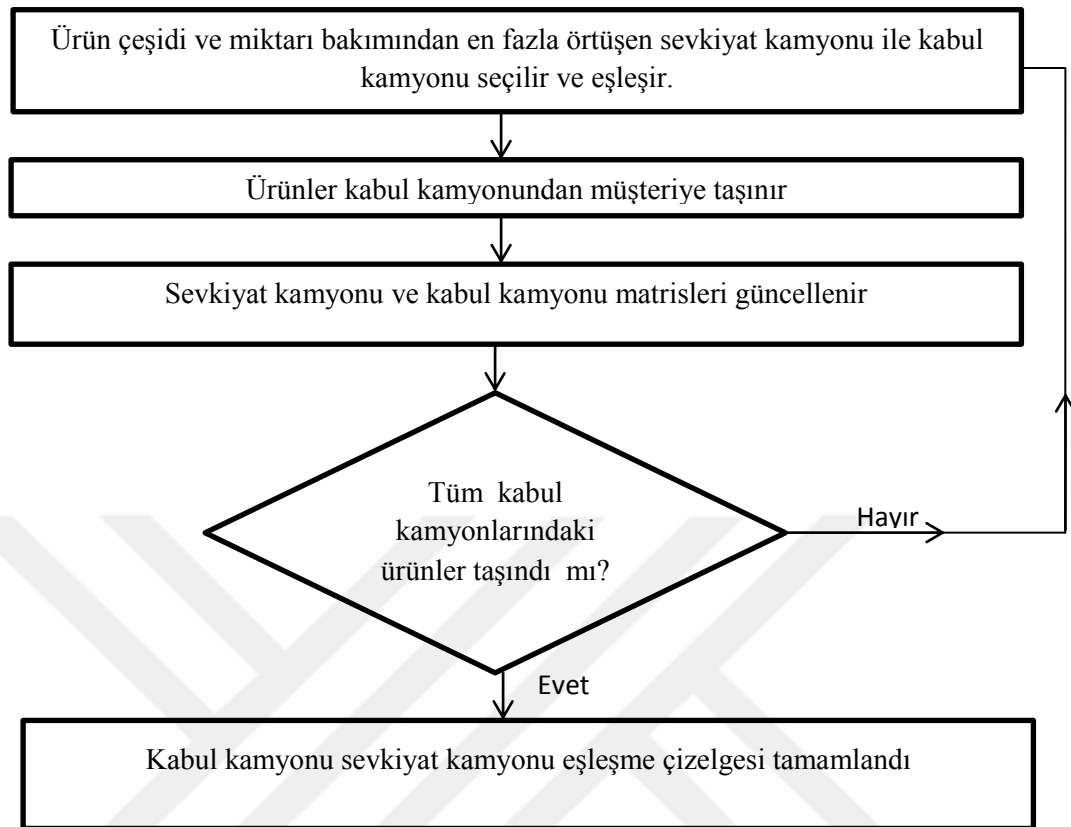 Ürün çeşidi ve miktarı bakımından en fazla örtüşen sevkiyat kamyonu ile kabul
kamyonu seçilir ve eşleşir.
Ürünler kabul kamyonundan müşteriye taşınır
Sevkiyat kamyonu ve kabul kamyonu matrisleri güncellenir
Tüm kabul
kamyonlarındaki
ürünler taşındı mı?
Hayır
Evet
Kabul kamyonu sevkiyat kamyonu eşleşme çizelgesi tamamlandı